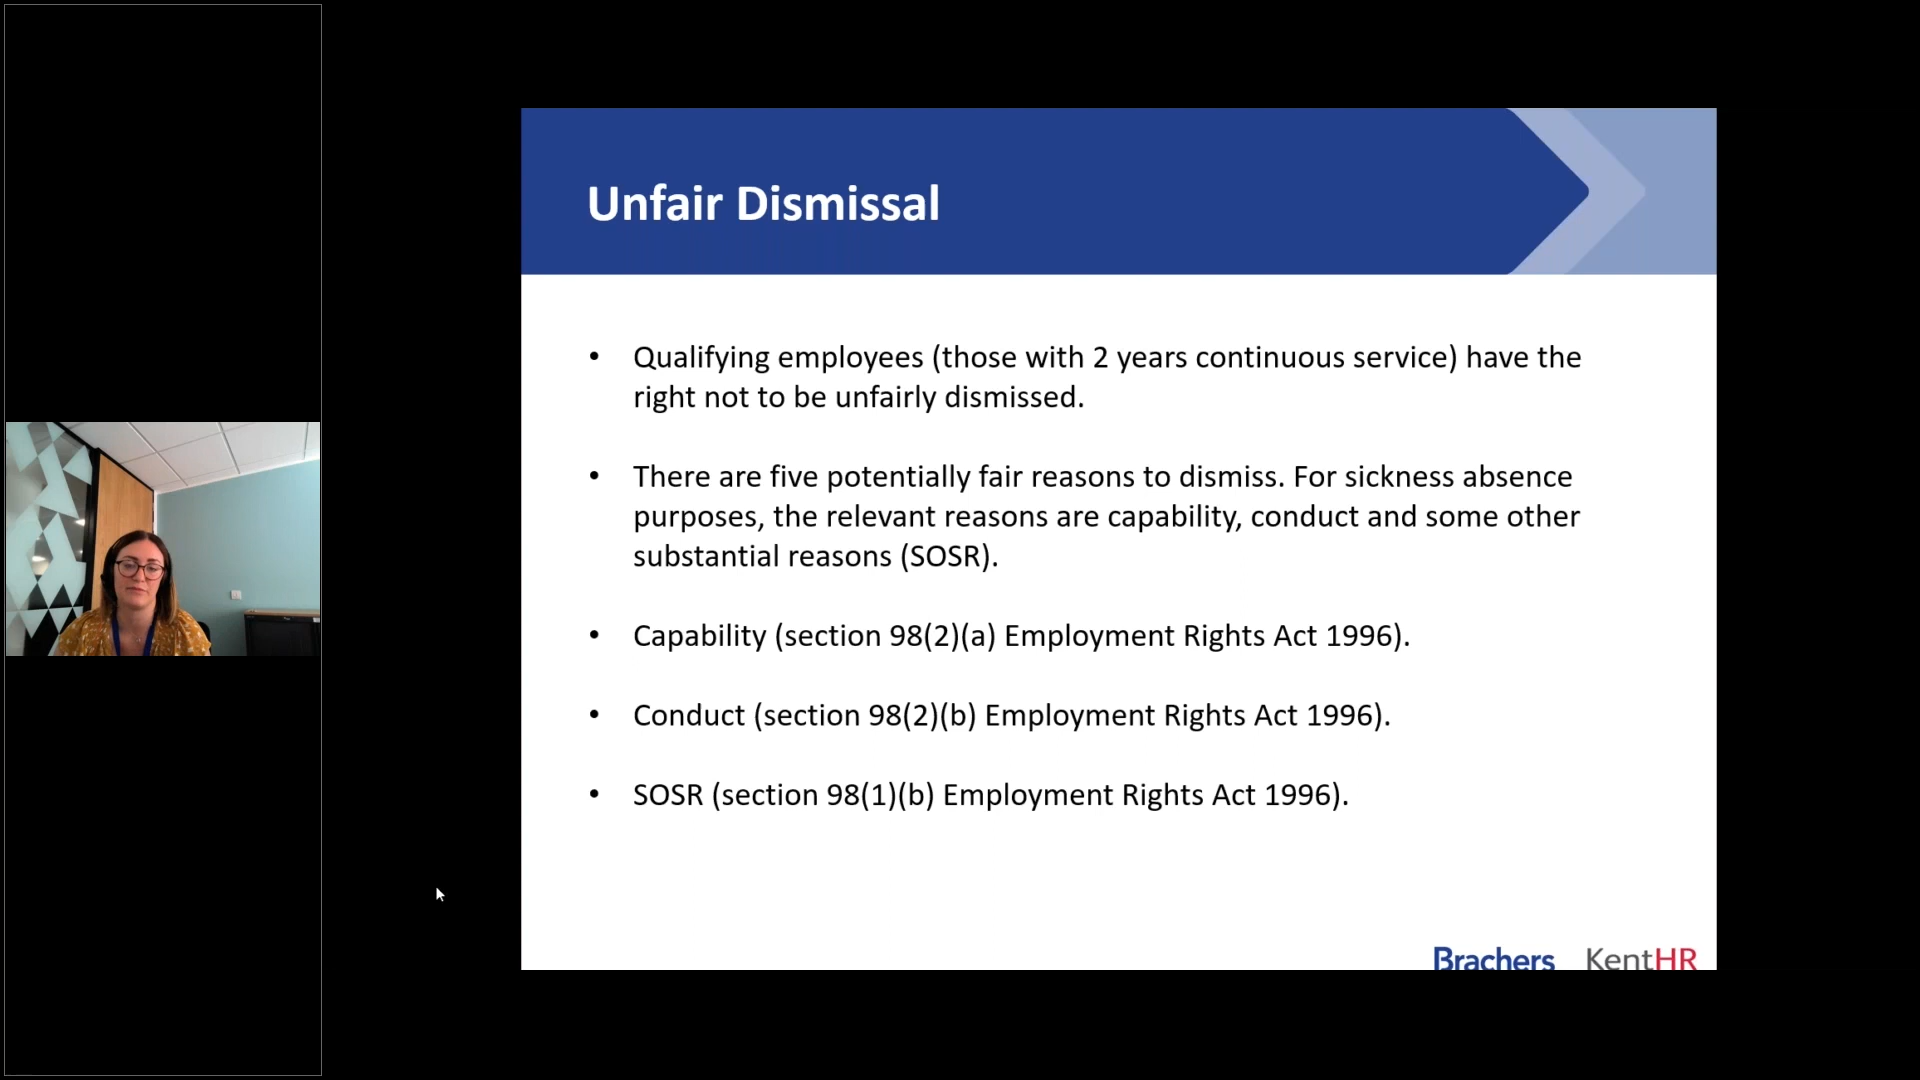 Unfair Dismissal
• Qualifying employees (those with 2 years continuous service) have the
right not to be unfairly dismissed.
• There are five potentially fair reasons to dismiss. For sickness absence
purposes, the relevant reasons are capability, conduct and some other
substantial reasons (SOSR).
• Capability (section 98(2)(a) Employment Rights Act 1996).
• Conduct (section 98(2)(b) Employment Rights Act 1996).
• SOSR (section 98(1)(b) Employment Rights Act 1996).
Brachers KentHR